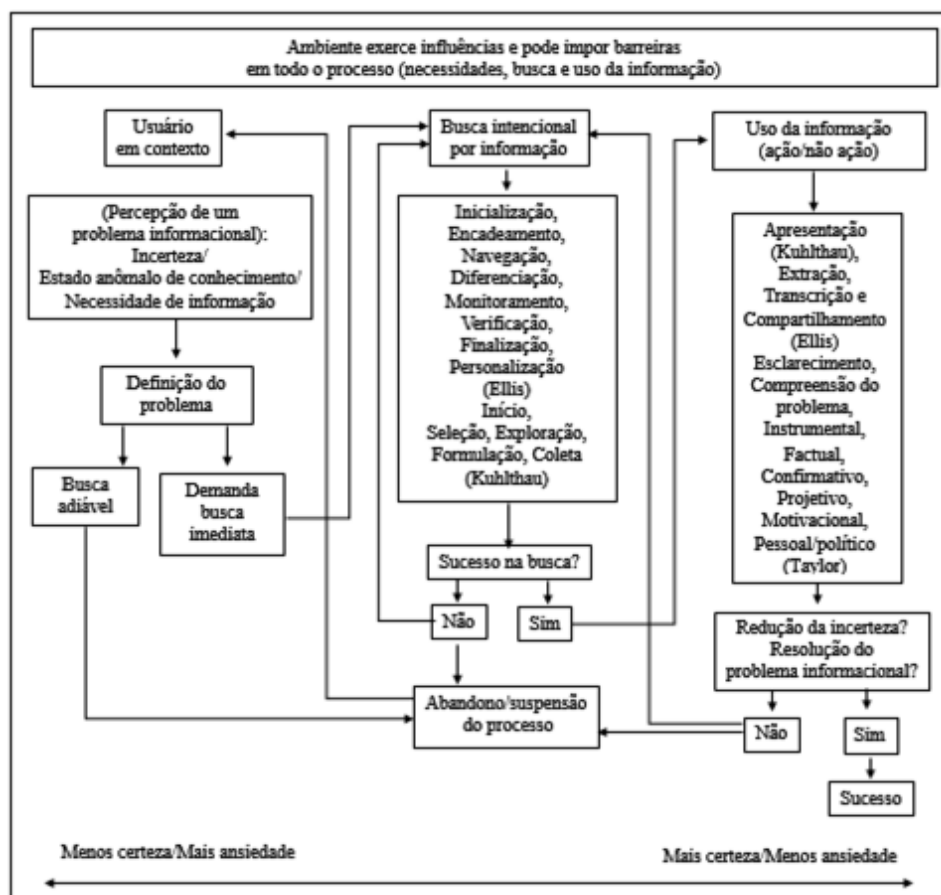 Ambiente exerce influências e pode impor barreiras
em todo o processo (necessidades, busca e uso da informação)
Usuário
em contexto
(Percepção de um
problema informacional):
Incerteza/
Estado anômalo de conhecimento/
Necessidade de informação
Definição do
problema
Busca
adiável
Demanda
busca
imediata
Busca intencional
por informação
Inicialização,
Encadeamento,
Navegação,
Diferenciação,
Monitoramento,
Verificação,
Finalização,
Personalização
(Ellis)
Início,
Seleção, Exploração,
Formulação, Coleta
(Kuhlthau)
Sucesso na busca?
Não
Sim
Abandono/suspensão
do processo
Uso da informação
(ação/não ação)
Apresentação
(Kuhlthau),
Extração,
Transcrição e
Compartilhamento
(Ellis)
Esclarecimento,
Compreensão do
problema,
Instrumental,
Factual,
Confirmativo,
Projetivo,
Motivacional,
Pessoal/político
(Taylor)
Redução da incerteza?
Resolução do
problema informacional?
Não
Sim
Sucesso
Menos certeza/Mais ansiedade
Mais certeza/Menos ansiedade